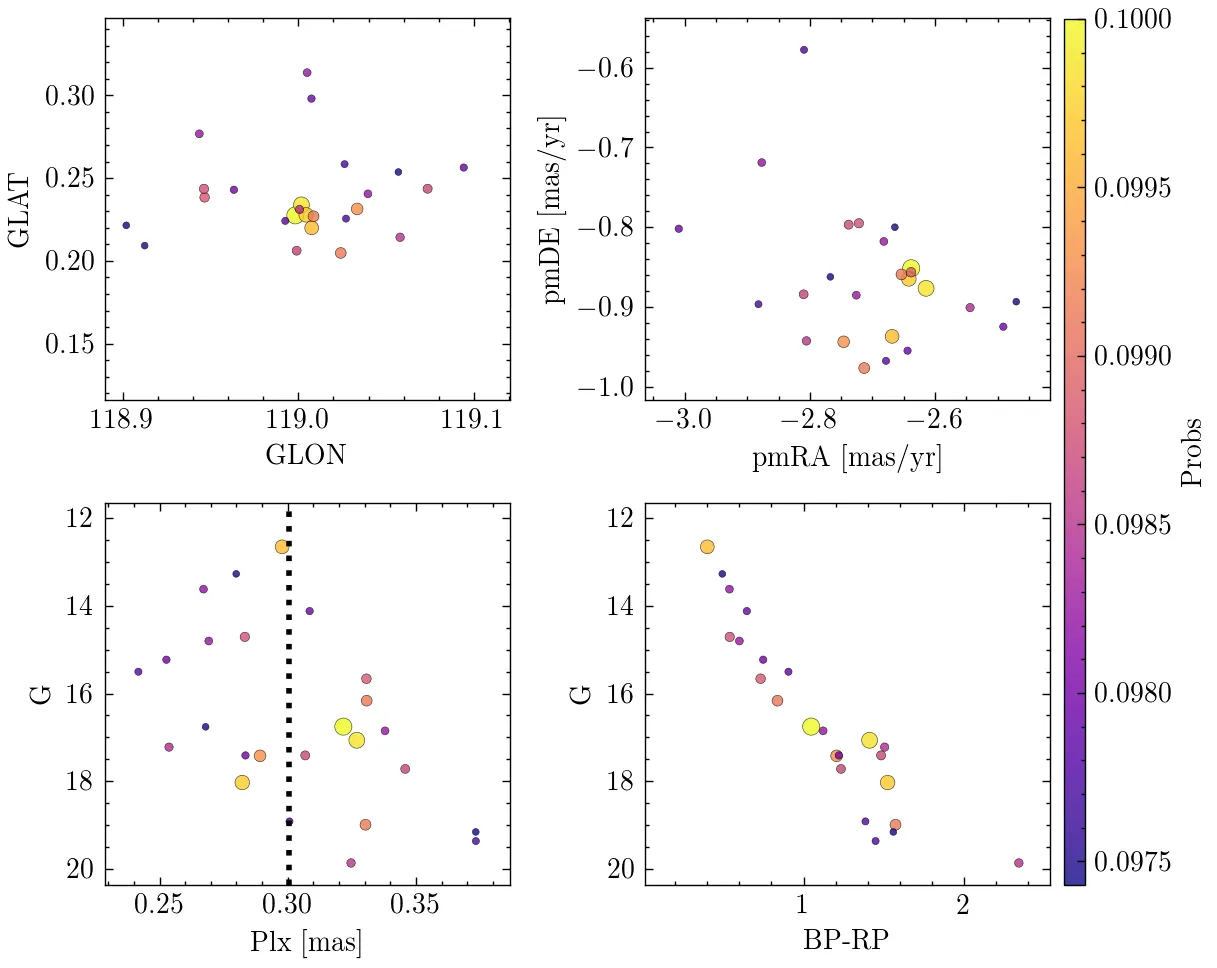 0.30
0.25
0.20
0.15
GLAT
118.9 119.0 119.1
GLON
−0.6
−0.7
−0.8
−0.9
−1.0
pmDE [mas/yr]
−3.0 −2.8 −2.6
pmRA [mas/yr]
12
14
16
18
20
G
0.25 0.30 0.35
Plx [mas]
12
14
16
18
20
G
1 2
BP-RP
0.1000
0.0995
0.0990
0.0985
0.0980
0.0975
Probs